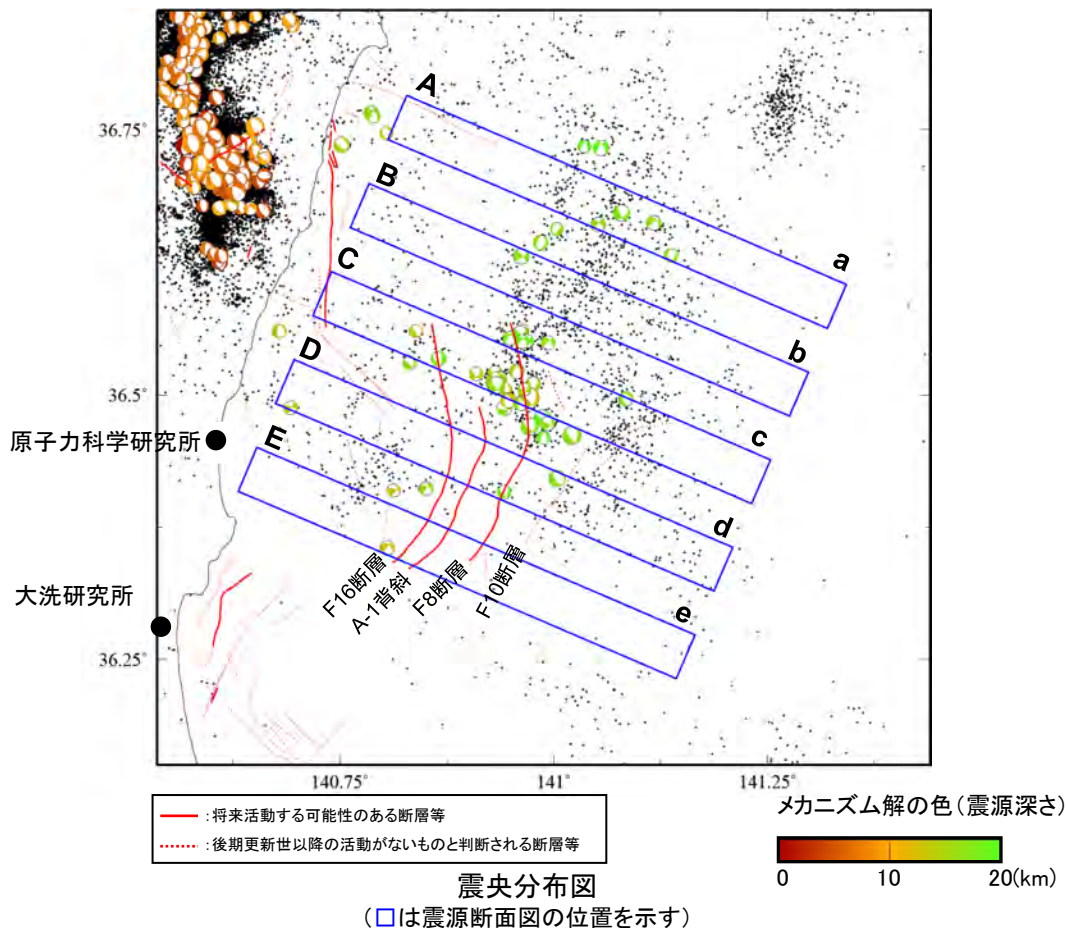 A
36.75°
B
a
C
b
D
36.5°
原子力科学研究所
E
c
d
F16断層
A-1背斜
F8断層
F10断層
大洗研究所
e
36.25°
140.75°
141°
141.25°
:将来活動する可能性のある断層等
:後期更新世以降の活動がないものと判断される断層等
メカニズム解の色(震源深さ)
0
10
20(km)
震央分布図
(□は震源断面図の位置を示す)